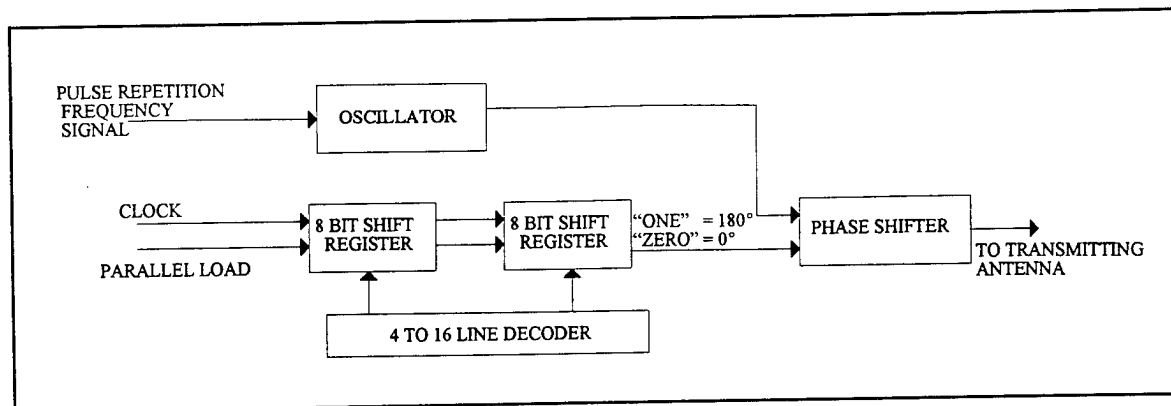 PULSE REPETITION
FREQUENCY
SIGNAL
OSCILLATOR
CLOCK
PARALLEL LOAD
8 BIT SHIFT
REGISTER
8 BIT SHIFT
REGISTER
“ONE” = 180°
“ZERO” = 0°
PHASE SHIFTER
TO TRANSMITTING
ANTENNA
4 TO 16 LINE DECODER